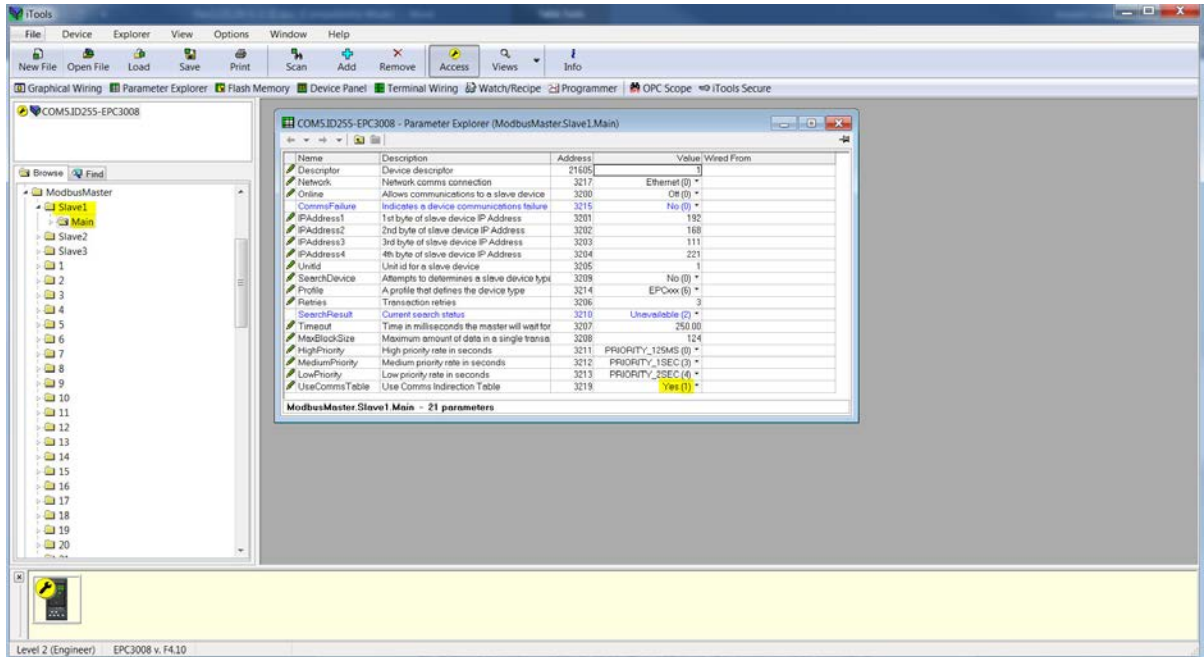 iTools
File Device Explorer View Options Window Help
New File Open File Load Save Print Scan Add Remove Access Views Info
Graphical Wiring Parameter Explorer Flash Memory Device Panel Terminal Wiring Watch/Recipe Programmer OPC Scope iTools Secure
COM5.ID255-EPC3008
Browse Find
ModbusMaster
Slave1
Main
Slave2
Slave3
1
2
3
4
5
6
7
8
9
10
11
12
13
14
15
16
17
18
19
20
COM5.ID255-EPC3008 - Parameter Explorer (ModbusMaster.Slave1.Main)
Name Description Address Value Wired From
Descriptor Device descriptor 21605 1
Network Network comms connection 3217 Ethernet (0)
Online Allows communications to a slave device 3200 Off (0)
CommsFailure Indicates a device communications failure 3215 No (0)
IPAddress1 1st byte of slave device IP Address 3201 192
IPAddress2 2nd byte of slave device IP Address 3202 168
IPAddress3 3rd byte of slave device IP Address 3203 111
IPAddress4 4th byte of slave device IP Address 3204 221
UnitId Unit id for a slave device 3205 1
SearchDevice Attempts to determines a slave device type 3209 No (0)
Profile A profile that defines the device type 3214 EPCxxx (6)
Retries Transaction retries 3206 3
SearchResult Current search status 3210 Unavailable (2)
Timeout Time in milliseconds the master will wait for 3207 250.00
MaxBlockSize Maximum amount of data in a single transa 3208 124
HighPriority High priority rate in seconds 3211 PRIORITY_125MS (0)
MediumPriority Medium priority rate in seconds 3212 PRIORITY_1SEC (3)
LowPriority Low priority rate in seconds 3213 PRIORITY_2SEC (4)
UseCommsTable Use Comms Indirection Table 3219 Yes (1)
ModbusMaster.Slave1.Main - 21 parameters
Level 2 (Engineer) EPC3008 v. F4.10